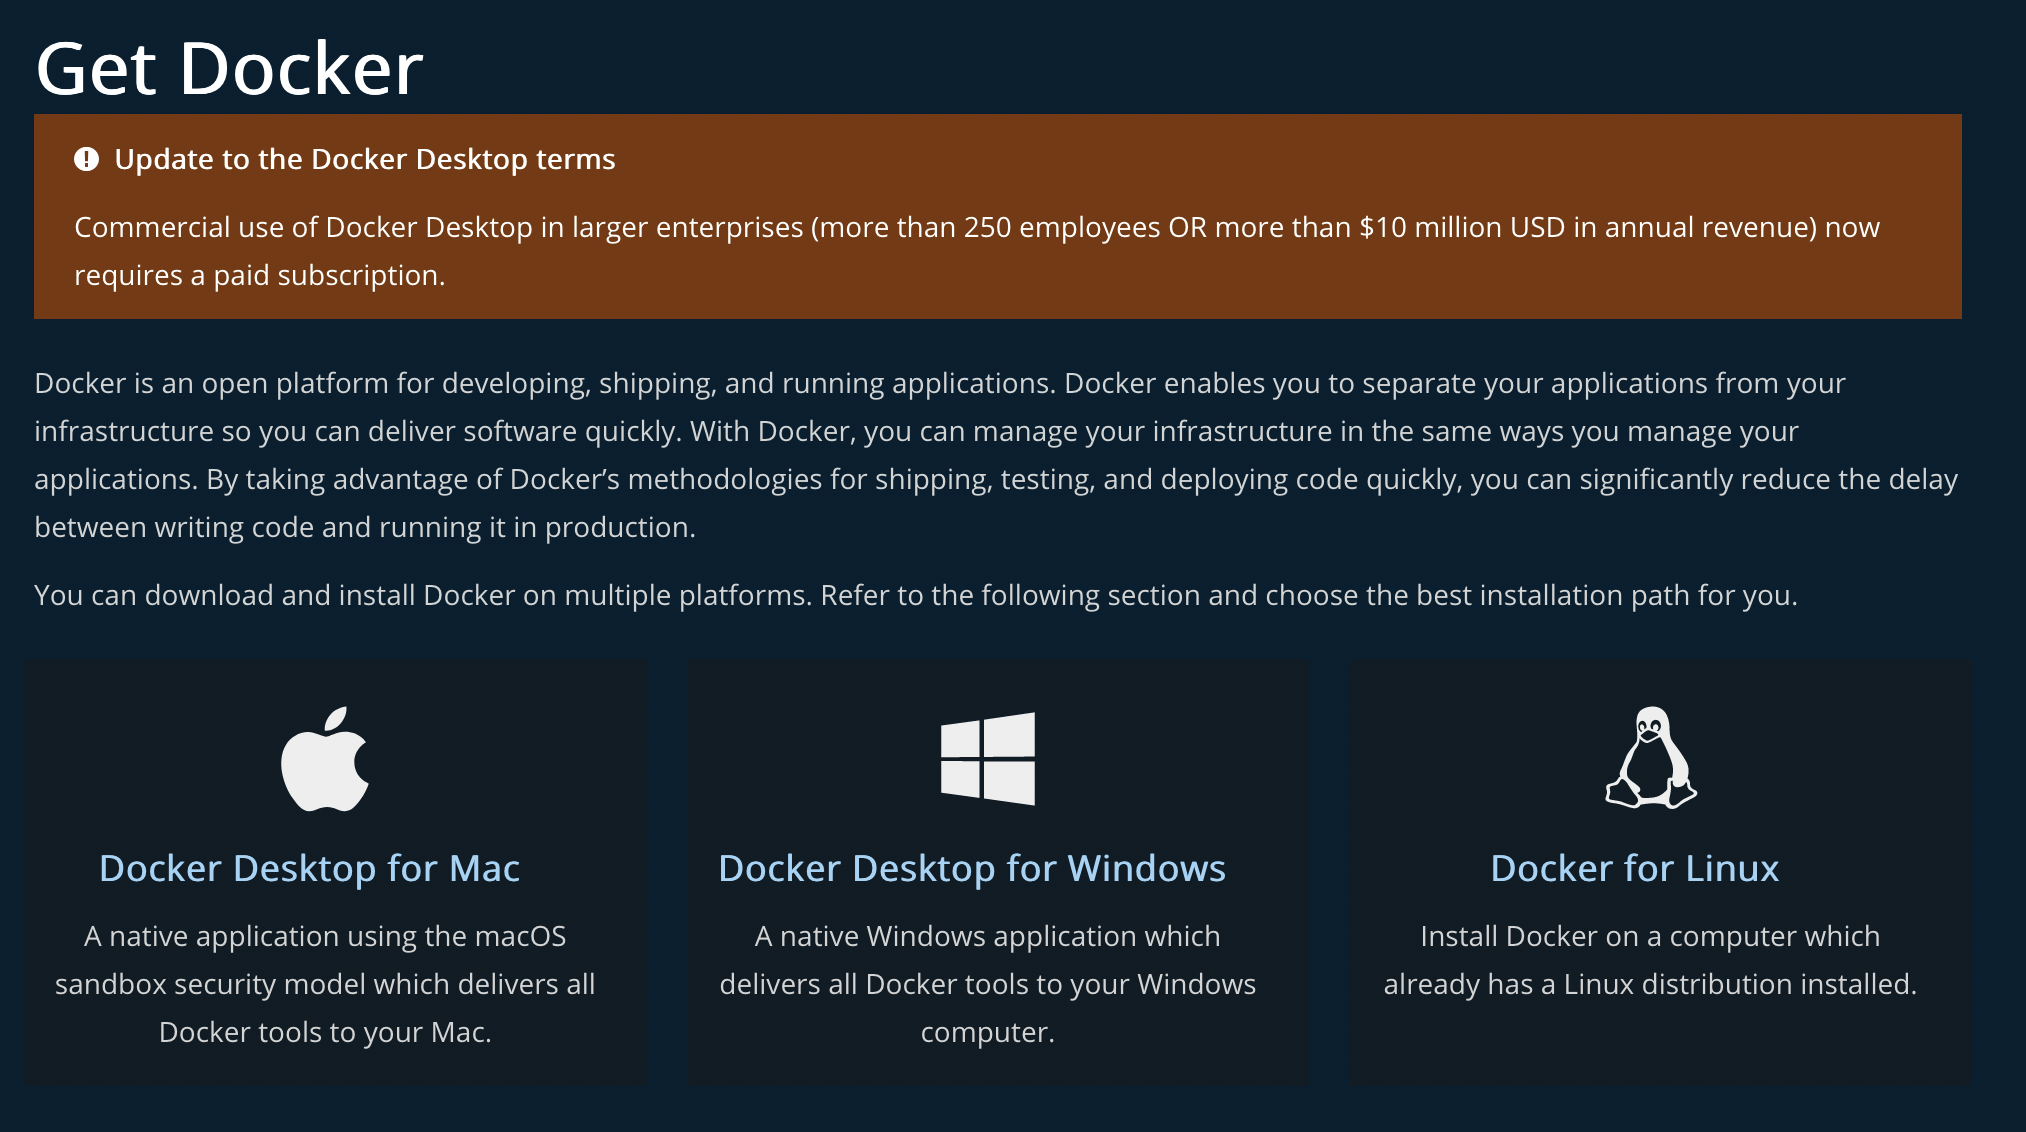 Get Docker
Update to the Docker Desktop terms
Commercial use of Docker Desktop in larger enterprises (more than 250 employees OR more than $10 million USD in annual revenue) now
requires a paid subscription.
Docker is an open platform for developing, shipping, and running applications. Docker enables you to separate your applications from your
infrastructure so you can deliver software quickly. With Docker, you can manage your infrastructure in the same ways you manage your
applications. By taking advantage of Docker’s methodologies for shipping, testing, and deploying code quickly, you can significantly reduce the delay
between writing code and running it in production.
You can download and install Docker on multiple platforms. Refer to the following section and choose the best installation path for you.
Docker Desktop for Mac
A native application using the macOS
sandbox security model which delivers all
Docker tools to your Mac.
Docker Desktop for Windows
A native Windows application which
delivers all Docker tools to your Windows
computer.
Docker for Linux
Install Docker on a computer which
already has a Linux distribution installed.